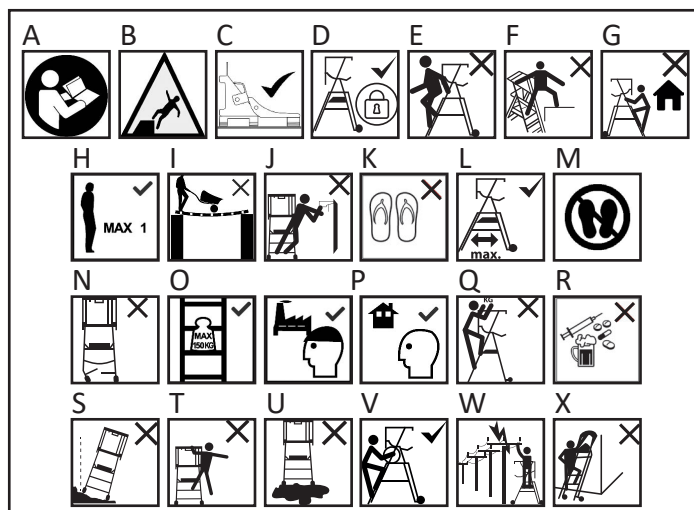 A B C D E F G
H I J K L M
MAX 1
max.
N O P Q R
MAX
150KG
KG
S T U V W X